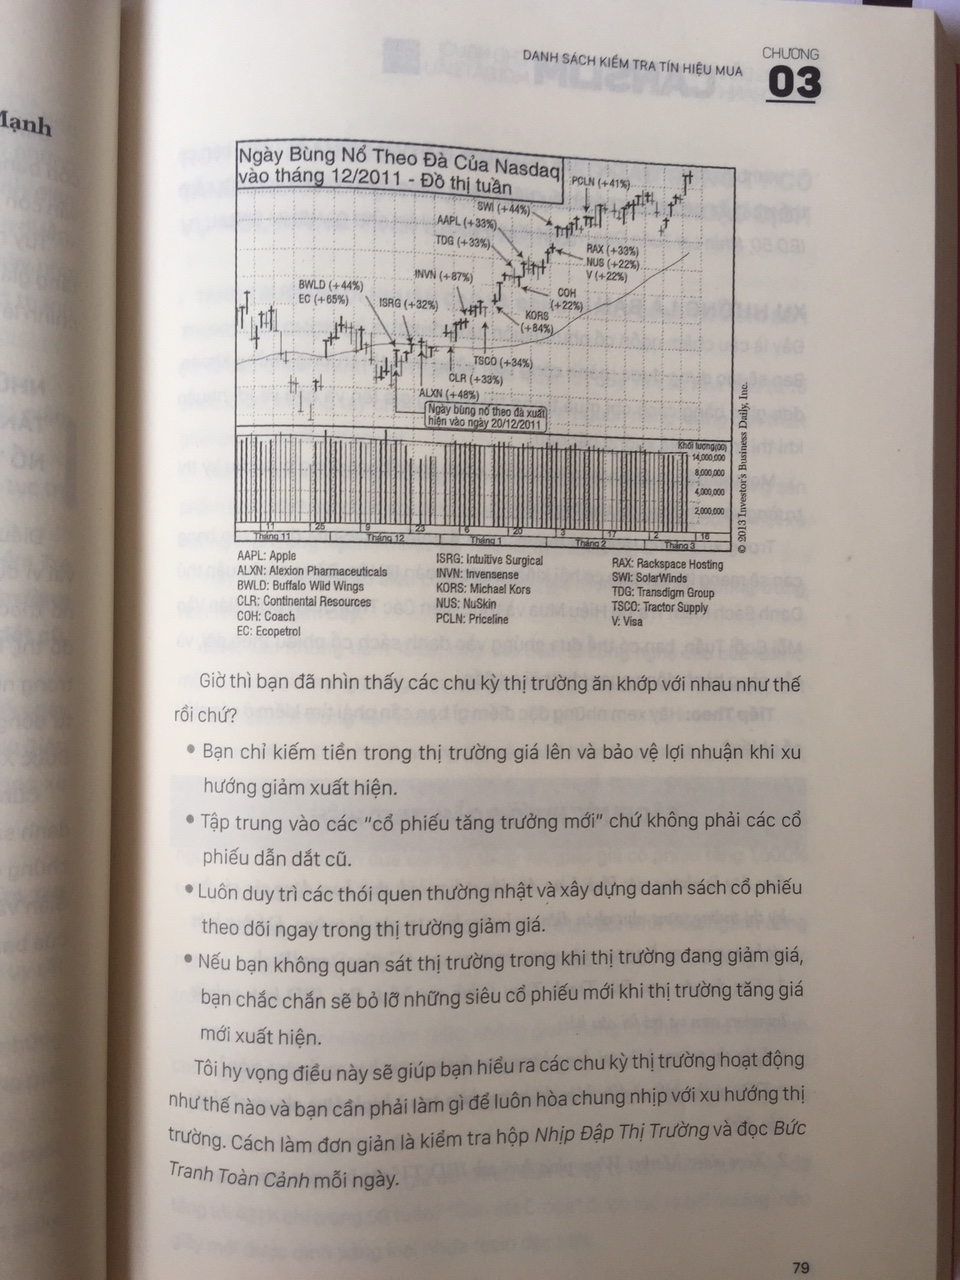 Mạnh
DANH SÁCH KIỂM TRA TÍN HIỆU MUA
CHƯƠNG
03
Ngày Bùng Nổ Theo Đà Của Nasdaq
vào tháng 12/2011 - Đồ thị tuần
PCLN (+41%)
SWI (+44%)
AAPL (+33%)
TDG (+33%)
RAX (+33%)
NUS (+22%)
V (+22%)
INVN (+87%)
BWLD (+44%)
EC (+65%)
ISRG (+32%)
COH
(+22%)
KORS
(+84%)
TSCO (+34%)
CLR (+33%)
ALXN (+48%)
Ngày bùng nổ theo đà xuất
hiện vào ngày 20/12/2011
Khối lượng(00)
14,000,000
8,000,000
4,000,000
2,000,000
11 25 9 23 6 20 3 17 2 16
Tháng 11 Tháng 12 Tháng 1 Tháng 2 Tháng 3
© 2013 Investor's Business Daily, Inc.
AAPL: Apple
ALXN: Alexion Pharmaceuticals
BWLD: Buffalo Wild Wings
CLR: Continental Resources
COH: Coach
EC: Ecopetrol
ISRG: Intuitive Surgical
INVN: Invensense
KORS: Michael Kors
NUS: NuSkin
PCLN: Priceline
RAX: Rackspace Hosting
SWI: SolarWinds
TDG: Transdigm Group
TSCO: Tractor Supply
V: Visa
Giờ thì bạn đã nhìn thấy các chu kỳ thị trường ăn khớp với nhau như thế
rồi chứ?
• Bạn chỉ kiếm tiền trong thị trường giá lên và bảo vệ lợi nhuận khi xu
hướng giảm xuất hiện.
• Tập trung vào các “cổ phiếu tăng trưởng mới” chứ không phải các cổ
phiếu dẫn dắt cũ.
• Luôn duy trì các thói quen thường nhật và xây dựng danh sách cổ phiếu
theo dõi ngay trong thị trường giảm giá.
• Nếu bạn không quan sát thị trường trong khi thị trường đang giảm giá,
bạn chắc chắn sẽ bỏ lỡ những siêu cổ phiếu mới khi thị trường tăng giá
mới xuất hiện.
Tôi hy vọng điều này sẽ giúp bạn hiểu ra các chu kỳ thị trường hoạt động
như thế nào và bạn cần phải làm gì để luôn hòa chung nhịp với xu hướng thị
trường. Cách làm đơn giản là kiểm tra hộp Nhịp Đập Thị Trường và đọc Bức
Tranh Toàn Cảnh mỗi ngày.
79